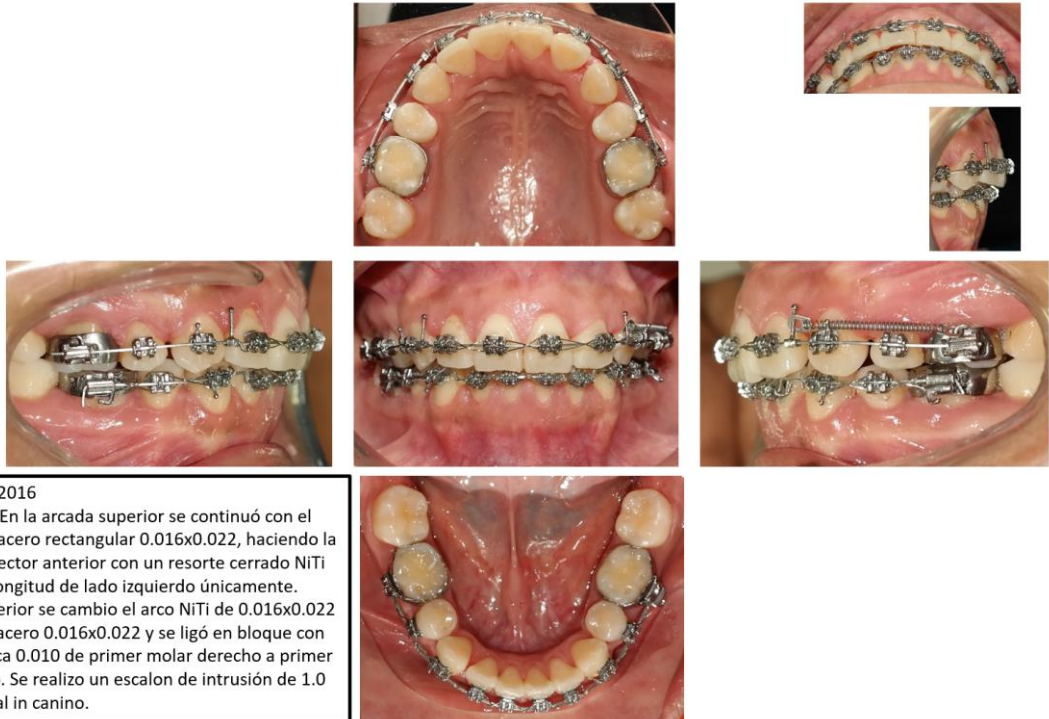 2016
En la arcada superior se continuó con el
acero rectangular 0.016x0.022, haciendo la
ector anterior con un resorte cerrado NiTi
ongitud de lado izquierdo únicamente.
erior se cambio el arco NiTi de 0.016x0.022
acero 0.016x0.022 y se ligó en bloque con
ca 0.010 de primer molar derecho a primer
. Se realizo un escalon de intrusión de 1.0
al in canino.